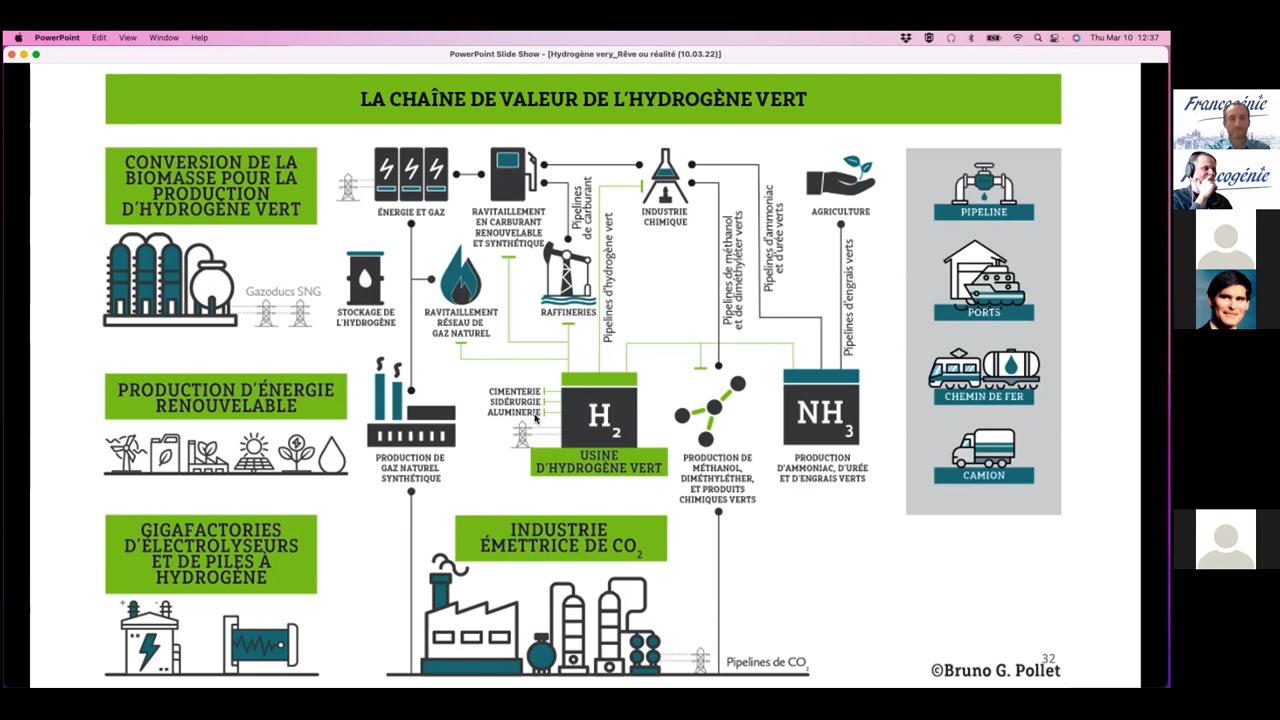 PowerPoint Edit View Window Help
Thu Mar 10 12:37
PowerPoint Slide Show - [Hydrogène very_Rêve ou réalité (10.03.22)]
LA CHAÎNE DE VALEUR DE L'HYDROGÈNE VERT
CONVERSION DE LA
BIOMASSE POUR LA
PRODUCTION
D'HYDROGÈNE VERT
Gazoducs SNG
PRODUCTION D'ÉNERGIE
RENOUVELABLE
GIGAFACTORIES
D'ÉLECTROLYSEURS
ET DE PILES À
HYDROGÈNE
ÉNERGIE ET GAZ
RAVITAILLEMENT
EN CARBURANT
RENOUVELABLE
ET SYNTHÉTIQUE
Pipelines
de carburant
INDUSTRIE
CHIMIQUE
AGRICULTURE
STOCKAGE DE
L'HYDROGÈNE
RAVITAILLEMENT
RÉSEAU DE
GAZ NATUREL
RAFFINERIES
Pipelines d'hydrogène vert
Pipelines de méthanol
et de diméthyléter verts
Pipelines d'ammoniac
et d'urée verts
Pipelines d'engrais verts
CIMENTERIE
SIDÉRURGIE
ALUMINERIE
H2
USINE
D'HYDROGÈNE VERT
PRODUCTION DE
GAZ NATUREL
SYNTHÉTIQUE
PRODUCTION DE
MÉTHANOL,
DIMÉTHYLÉTHER,
ET PRODUITS
CHIMIQUES VERTS
NH3
PRODUCTION
D'AMMONIAC, D'URÉE
ET D'ENGRAIS VERTS
INDUSTRIE
ÉMETTRICE DE CO2
Pipelines de CO2
PIPELINE
PORTS
CHEMIN DE FER
CAMION
32
©Bruno G. Pollet
Francogénie